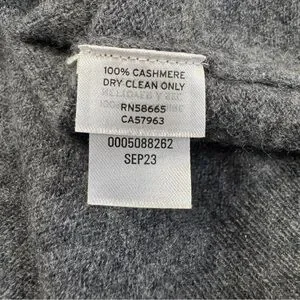 100% CASHMERE
DRY CLEAN ONLY
RN58665
CA57963
0005088262
SEP23